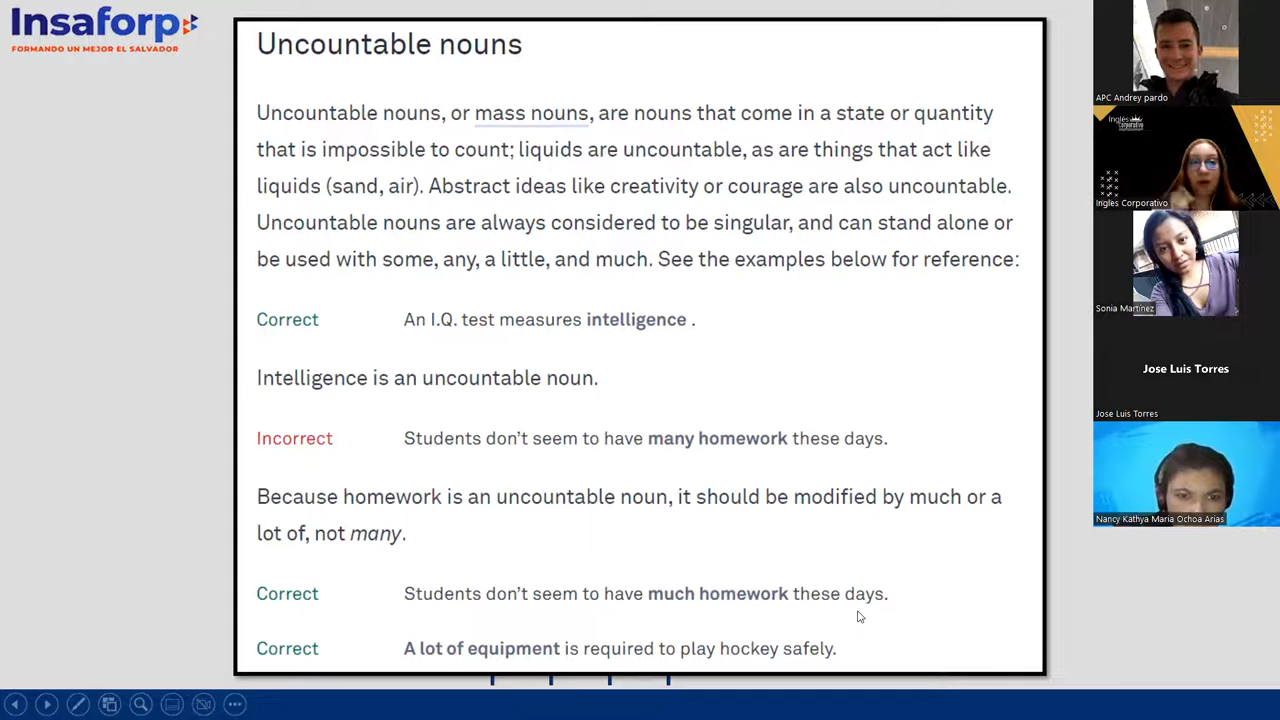 Insaforp
FORMANDO UN MEJOR EL SALVADOR
Uncountable nouns
Uncountable nouns, or mass nouns, are nouns that come in a state or quantity
that is impossible to count; liquids are uncountable, as are things that act like
liquids (sand, air). Abstract ideas like creativity or courage are also uncountable.
Uncountable nouns are always considered to be singular, and can stand alone or
be used with some, any, a little, and much. See the examples below for reference:
Correct An I.Q. test measures intelligence .
Intelligence is an uncountable noun.
Incorrect Students don’t seem to have many homework these days.
Because homework is an uncountable noun, it should be modified by much or a
lot of, not many.
Correct Students don’t seem to have much homework these days.
Correct A lot of equipment is required to play hockey safely.
APC Andrey pardo
Inglés
Corporativo
Ingles Corporativo
Sonia Martínez
Jose Luis Torres
Jose Luis Torres
Nancy Kathya Maria Ochoa Arias